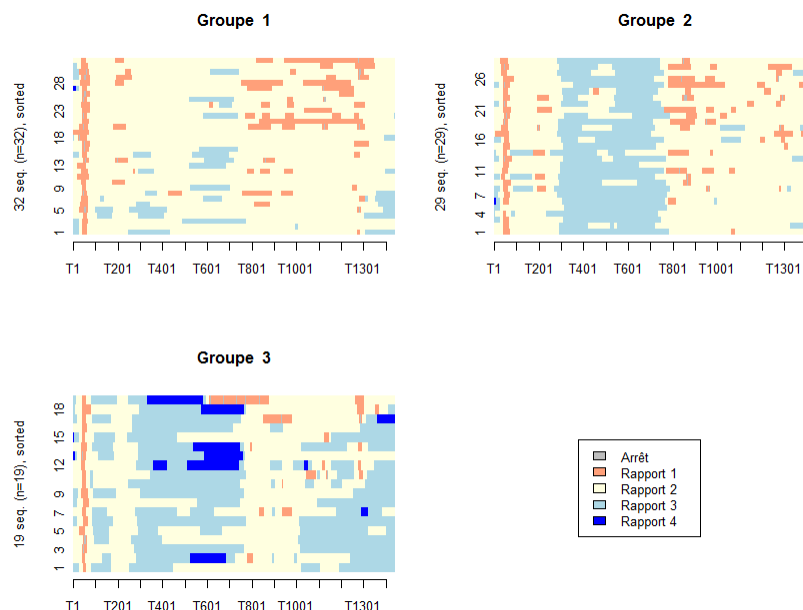 Groupe 1
32 seq. (n=32), sorted
1 5 9 13 18 23 28
T1 T201 T401 T601 T801 T1001 T1301
Groupe 2
29 seq. (n=29), sorted
1 4 7 11 16 21 26
T1 T201 T401 T601 T801 T1001 T1301
Groupe 3
19 seq. (n=19), sorted
1 3 5 7 9 12 15 18
T1 T201 T401 T601 T801 T1001 T1301
Arrêt
Rapport 1
Rapport 2
Rapport 3
Rapport 4